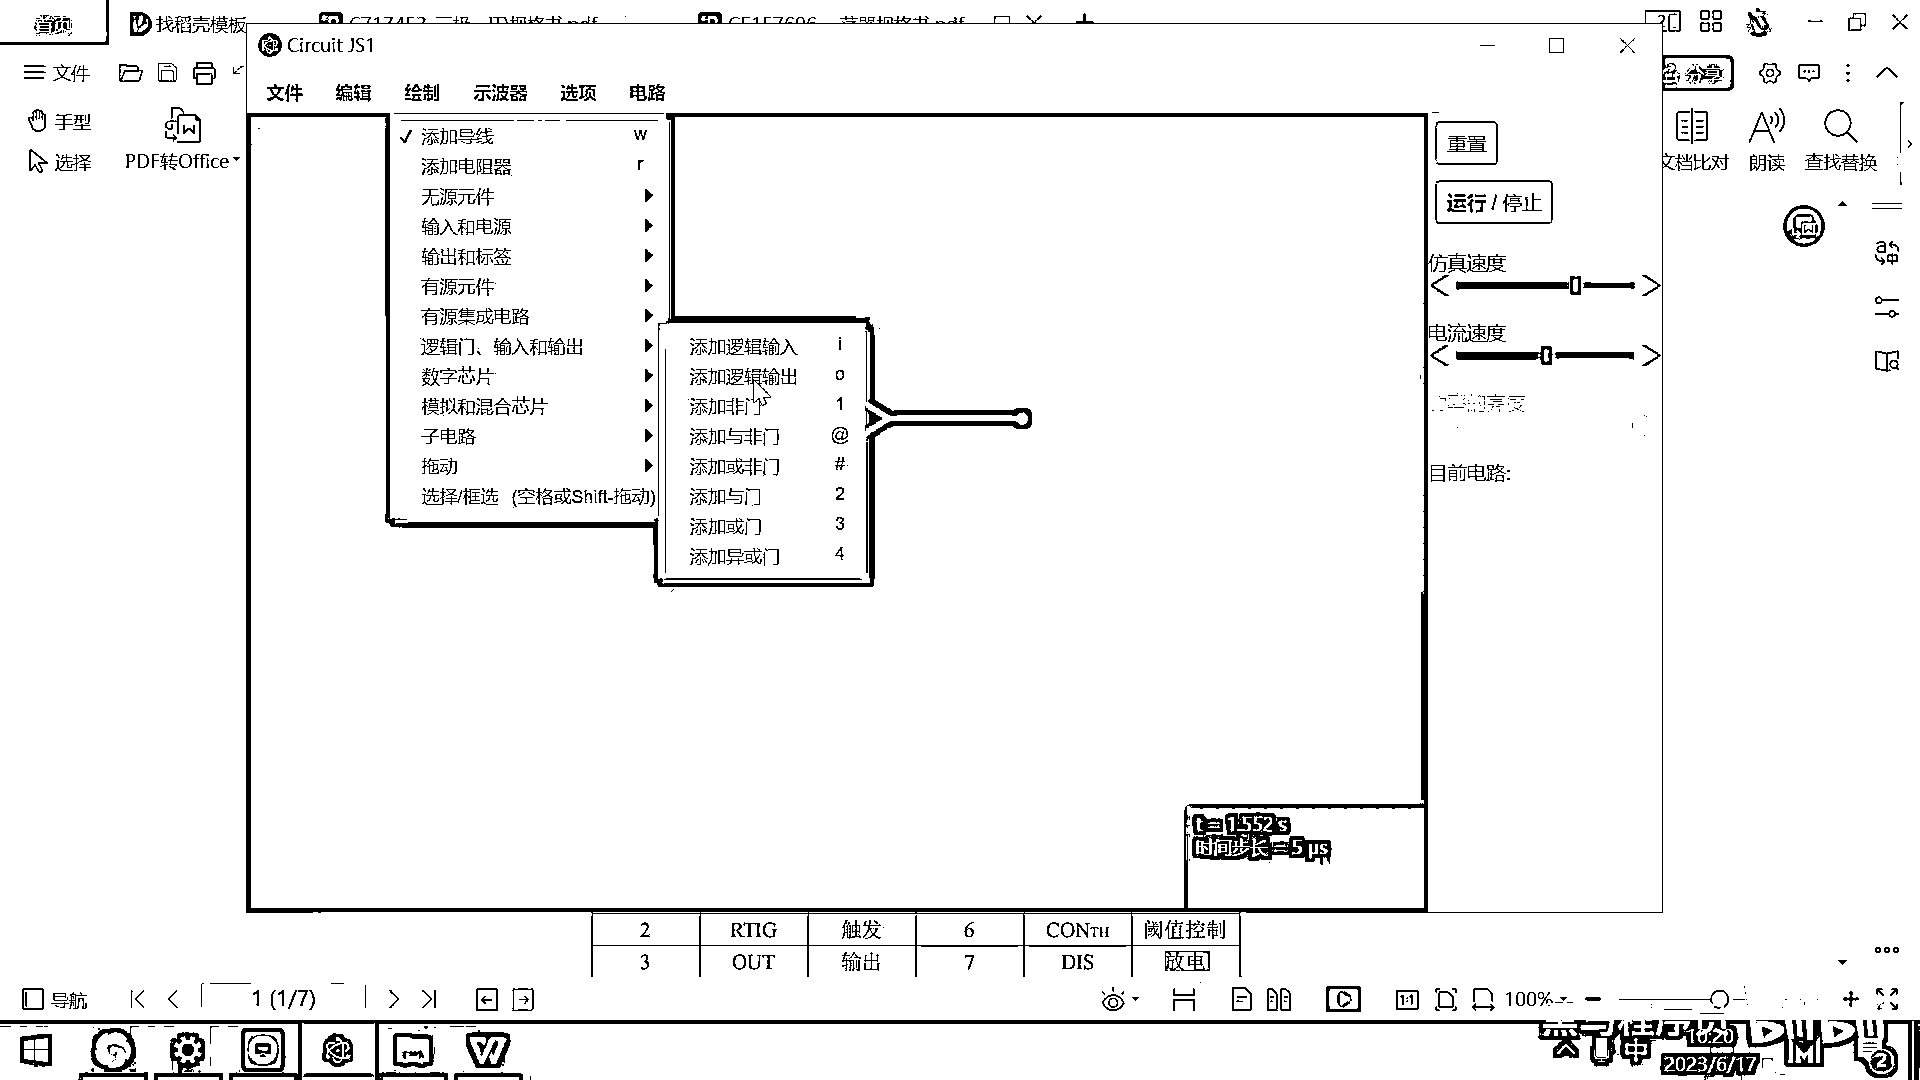 首页
找稻壳模板
Circuit JS1
文件
分享
手型
选择
PDF转Office
文档比对
朗读
查找替换
文件 编辑 绘制 示波器 选项 电路
添加导线 w
添加电阻器 r
无源元件
输入和电源
输出和标签
有源元件
有源集成电路
逻辑门、输入和输出
数字芯片
模拟和混合芯片
子电路
拖动
选择/框选 (空格或Shift-拖动)
添加逻辑输入 i
添加逻辑输出 o
添加非门 1
添加与非门 @
添加或非门 #
添加与门 2
添加或门 3
添加异或门 4
重置
运行 / 停止
仿真速度
电流速度
目前电路:
t = 1.552 s
时间步长 = 5 μs
2 RTIG 触发 6 CONTH 阈值控制
3 OUT 输出 7 DIS 放电
导航
1 (1/7)
1:1
100%
中
16:20
2023/6/17
2